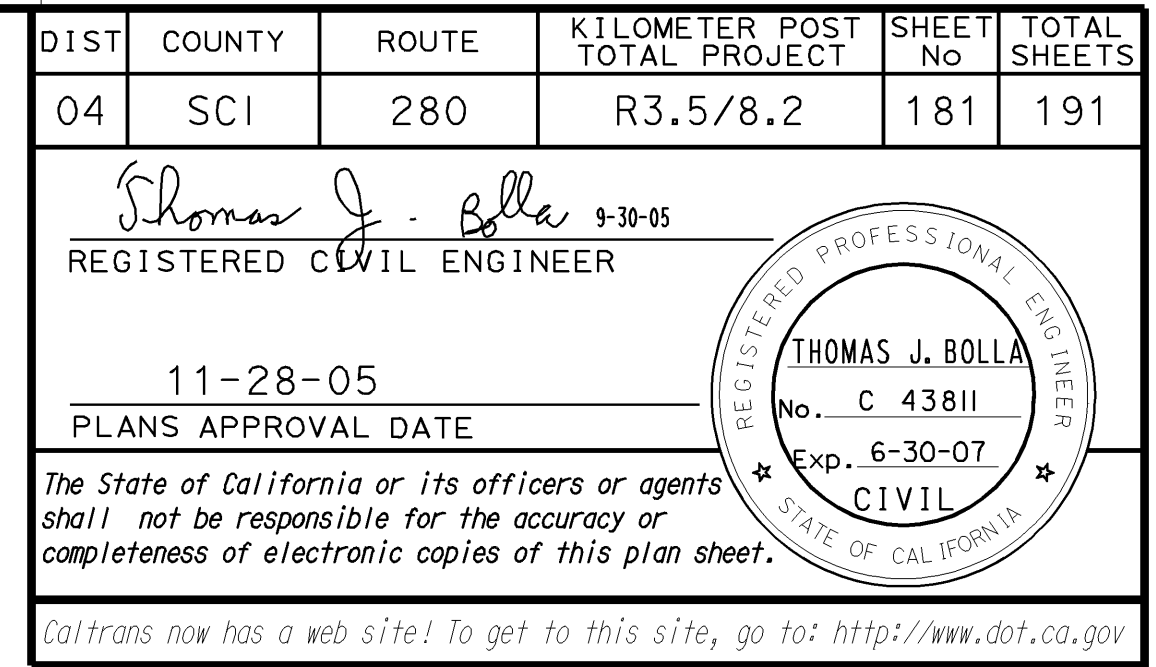 DIST COUNTY ROUTE KILOMETER POST TOTAL PROJECT SHEET No TOTAL SHEETS
04 SCI 280 R3.5/8.2 181 191
Thomas J. Bolla 9-30-05
REGISTERED CIVIL ENGINEER
11-28-05
PLANS APPROVAL DATE
REGISTERED PROFESSIONAL ENGINEER
THOMAS J. BOLLA
No. C 43811
Exp. 6-30-07
CIVIL
STATE OF CALIFORNIA
The State of California or its officers or agents
shall not be responsible for the accuracy or
completeness of electronic copies of this plan sheet.
Caltrans now has a web site! To get to this site, go to: http://www.dot.ca.gov